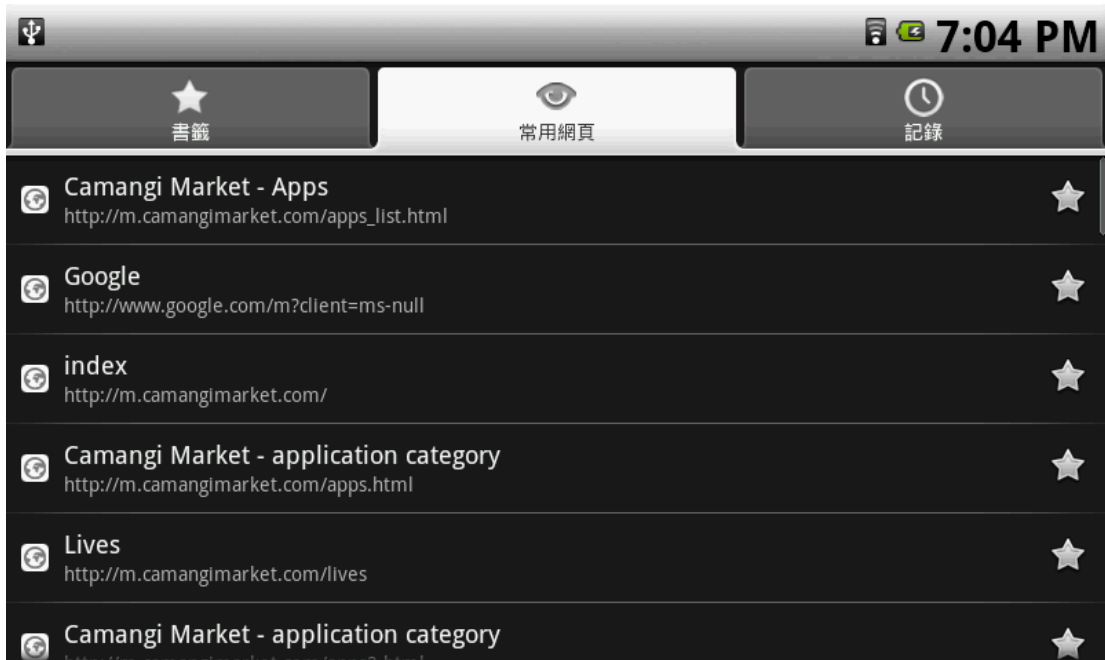 7:04 PM
書籤
常用網頁
記錄
Camangi Market - Apps
http://m.camangimarket.com/apps_list.html
Google
http://www.google.com/m?client=ms-null
index
http://m.camangimarket.com/
Camangi Market - application category
http://m.camangimarket.com/apps.html
Lives
http://m.camangimarket.com/lives
Camangi Market - application category